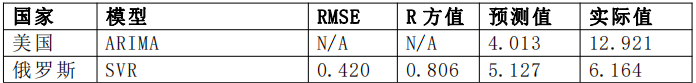 国家 模型 RMSE R 方值 预测值 实际值
美国 ARIMA N/A N/A 4.013 12.921
俄罗斯 SVR 0.420 0.806 5.127 6.164